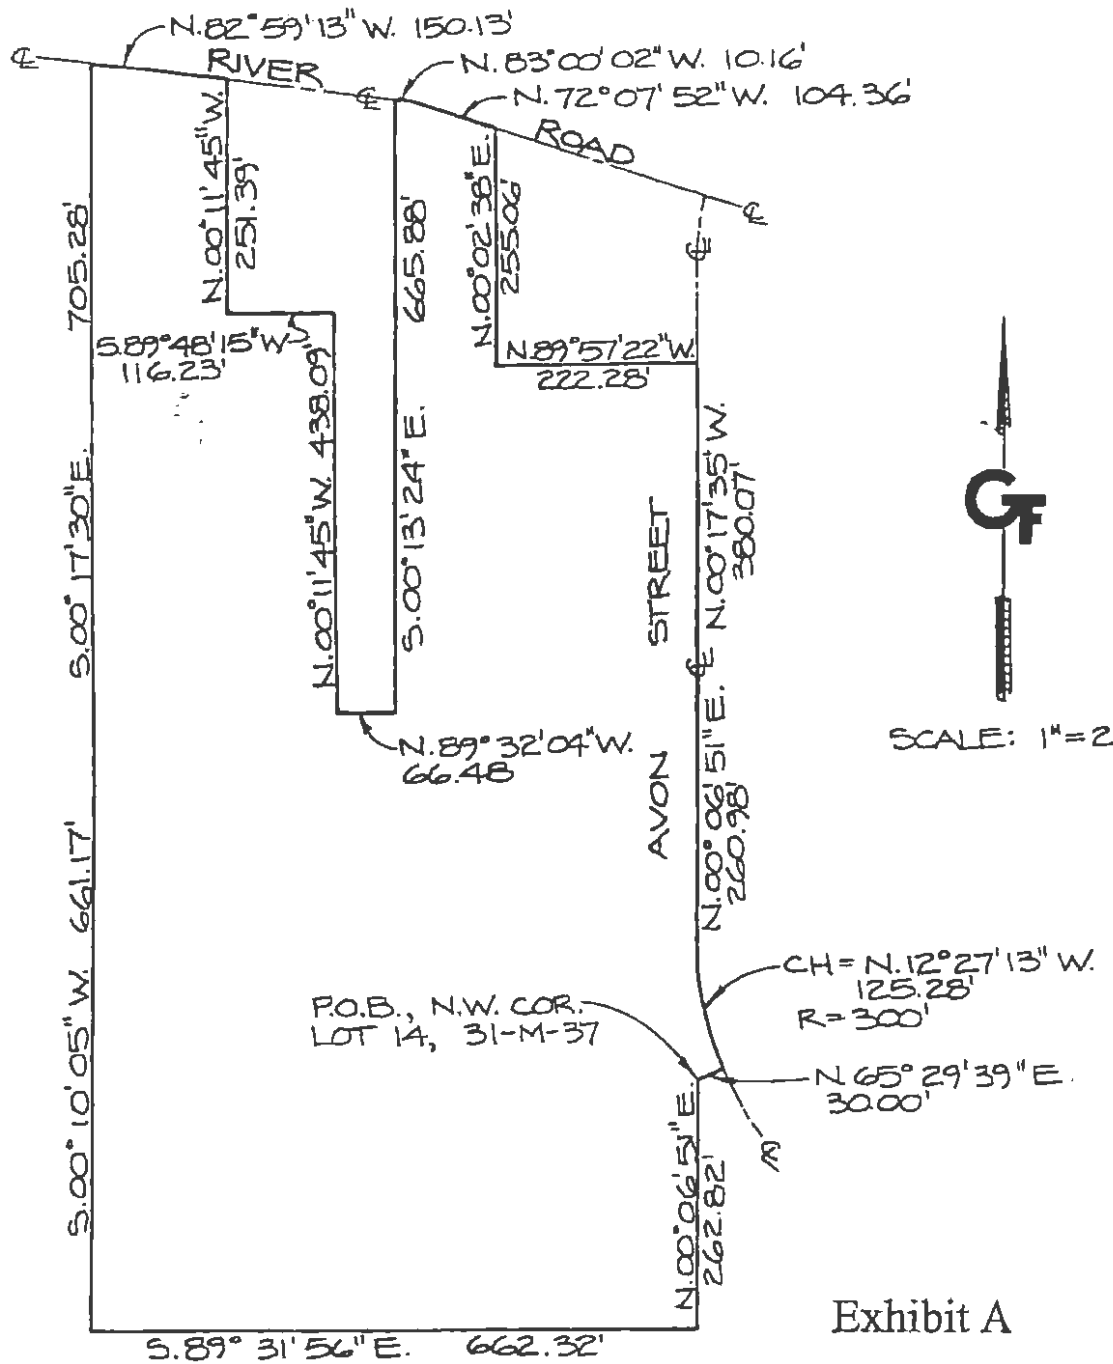 N.82°59'13"W. 150.13'
RIVER
N.83°00'02"W. 10.16'
N.72°07'52"W. 104.36'
ROAD
℄
℄
℄
℄
705.28'
S.00°17'30"E.
N.00°11'45"W.
251.39'
665.88'
S.00°13'24"E.
N.00°02'38"E.
255.06'
S.89°48'15"W
116.23'
N.00°11'45"W. 438.09'
N.89°57'22"W.
222.28'
N.00°17'35"W.
380.07'
STREET
AVON
℄
GF
SCALE: 1"=2
N.89°32'04"W.
66.48
N.00°06'51"E.
260.98'
S.00°10'05"W. 661.17'
CH = N.12°27'13"W.
125.28'
R=300'
P.O.B., N.W. COR.
LOT 14, 31-M-37
N.65°29'39"E.
30.00'
℄
N.00°06'51"E.
262.82'
S.89°31'56"E. 662.32'
Exhibit A